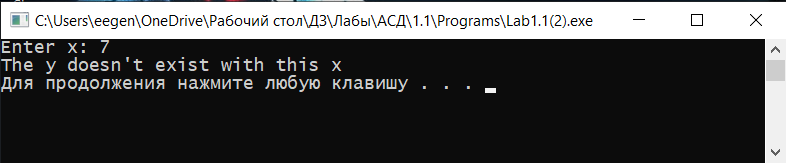 C:\Users\eegen\OneDrive\Рабочий стол\ДЗ\Лабы\АСД\1.1\Programs\Lab1.1(2).exe
Enter x: 7
The y doesn't exist with this x
Для продолжения нажмите любую клавишу . . .